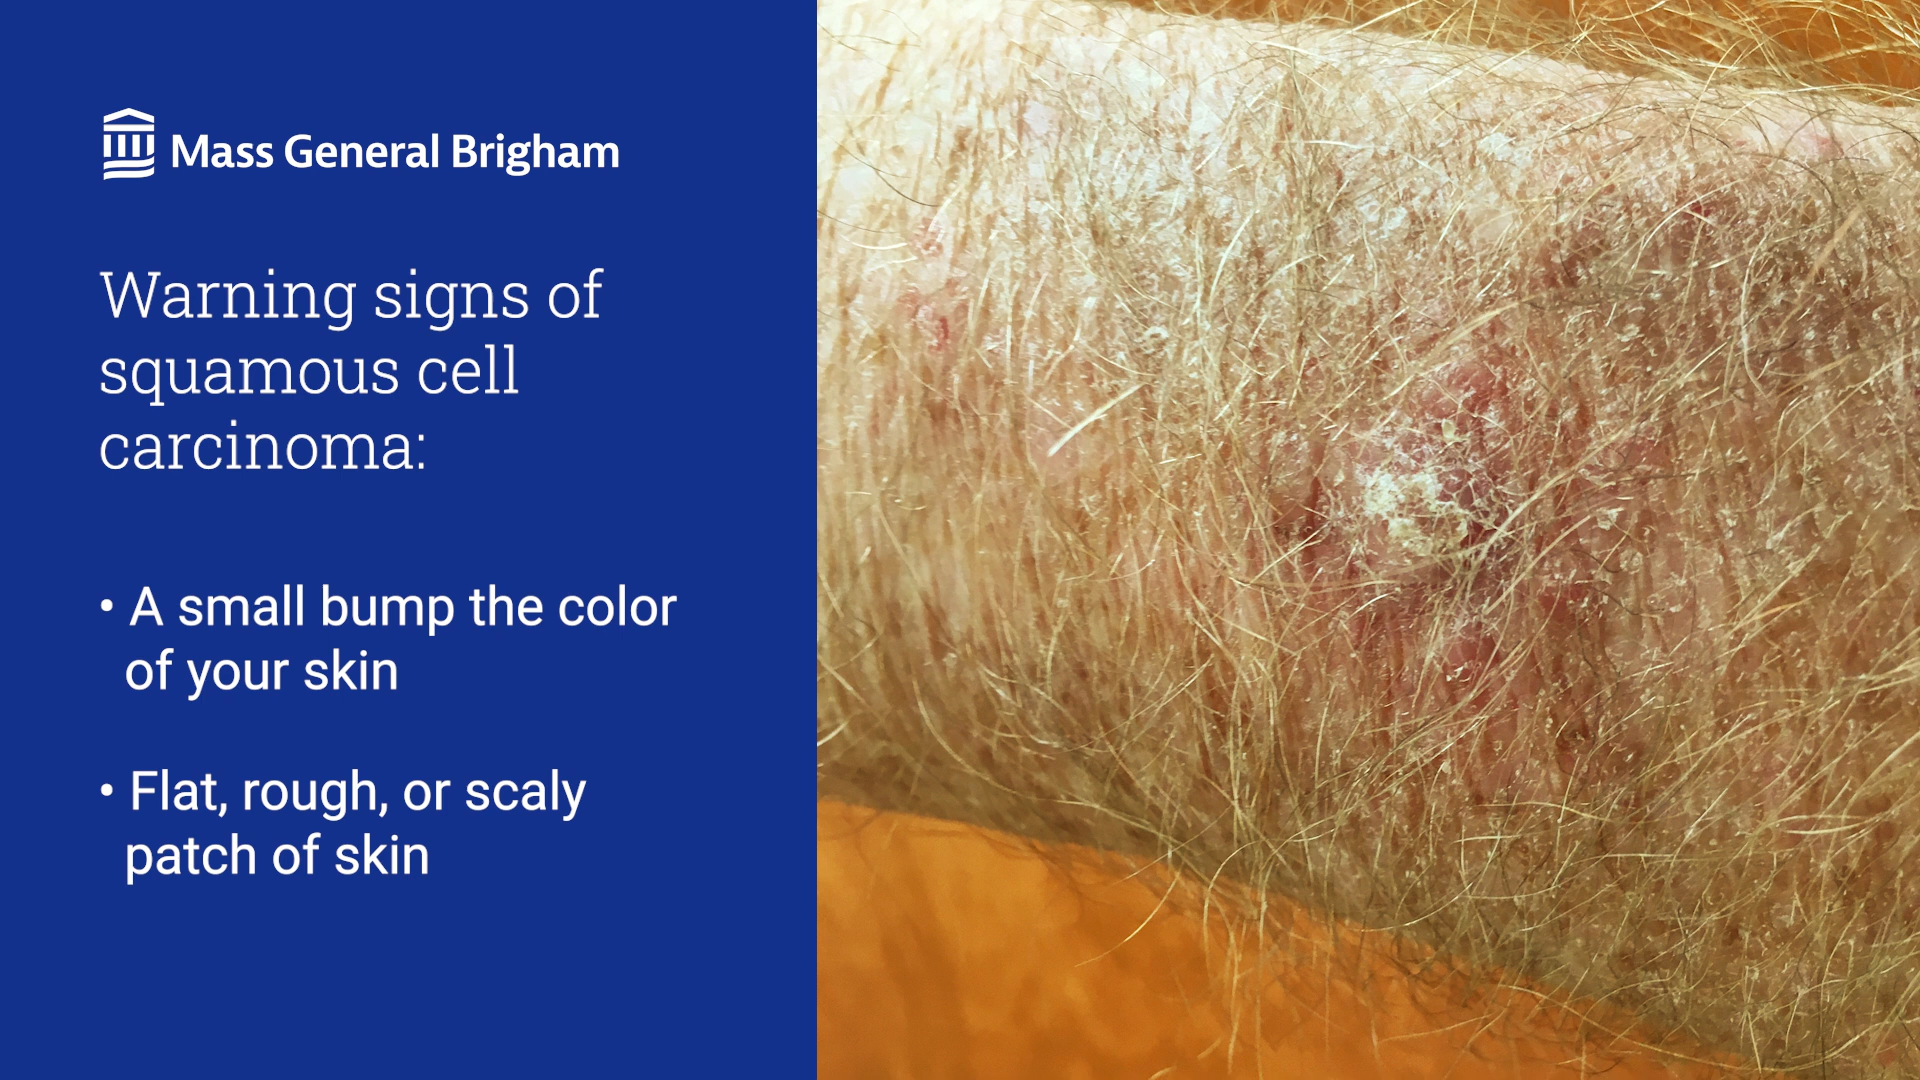 Mass General Brigham
Warning signs of
squamous cell
carcinoma:
• A small bump the color
of your skin
• Flat, rough, or scaly
patch of skin